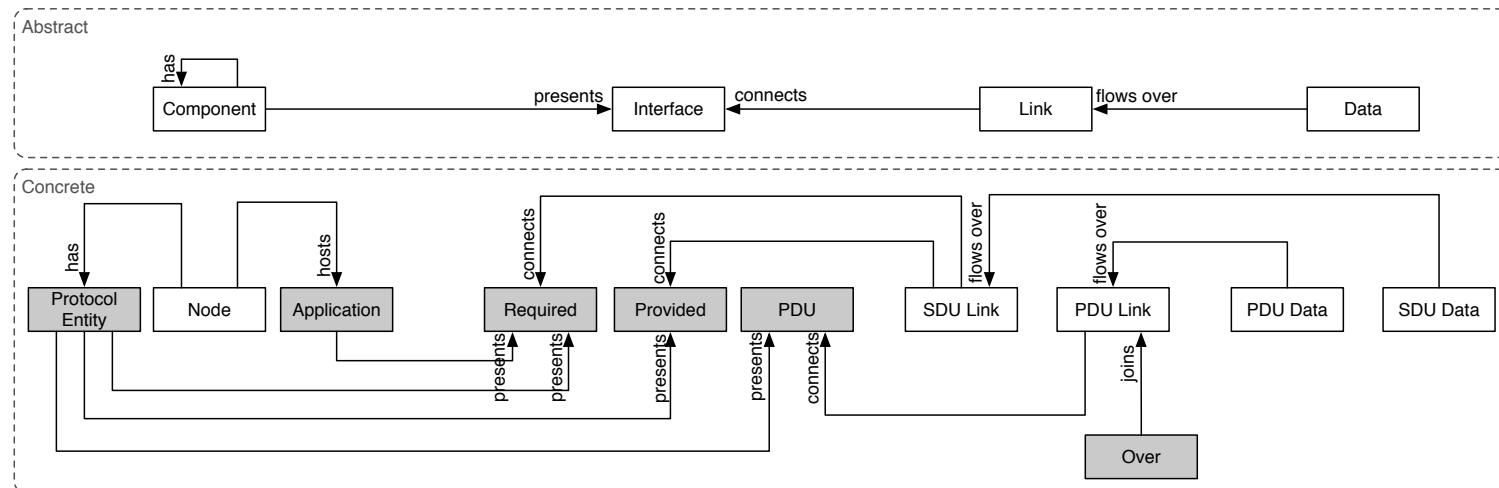 Abstract
has
Component
presents
Interface
connects
Link
flows over
Data
Concrete
has
hosts
connects
connects
flows over
flows over
Protocol
Entity
Node
Application
Required
Provided
PDU
SDU Link
PDU Link
PDU Data
SDU Data
presents
presents
presents
presents
connects
joins
Over